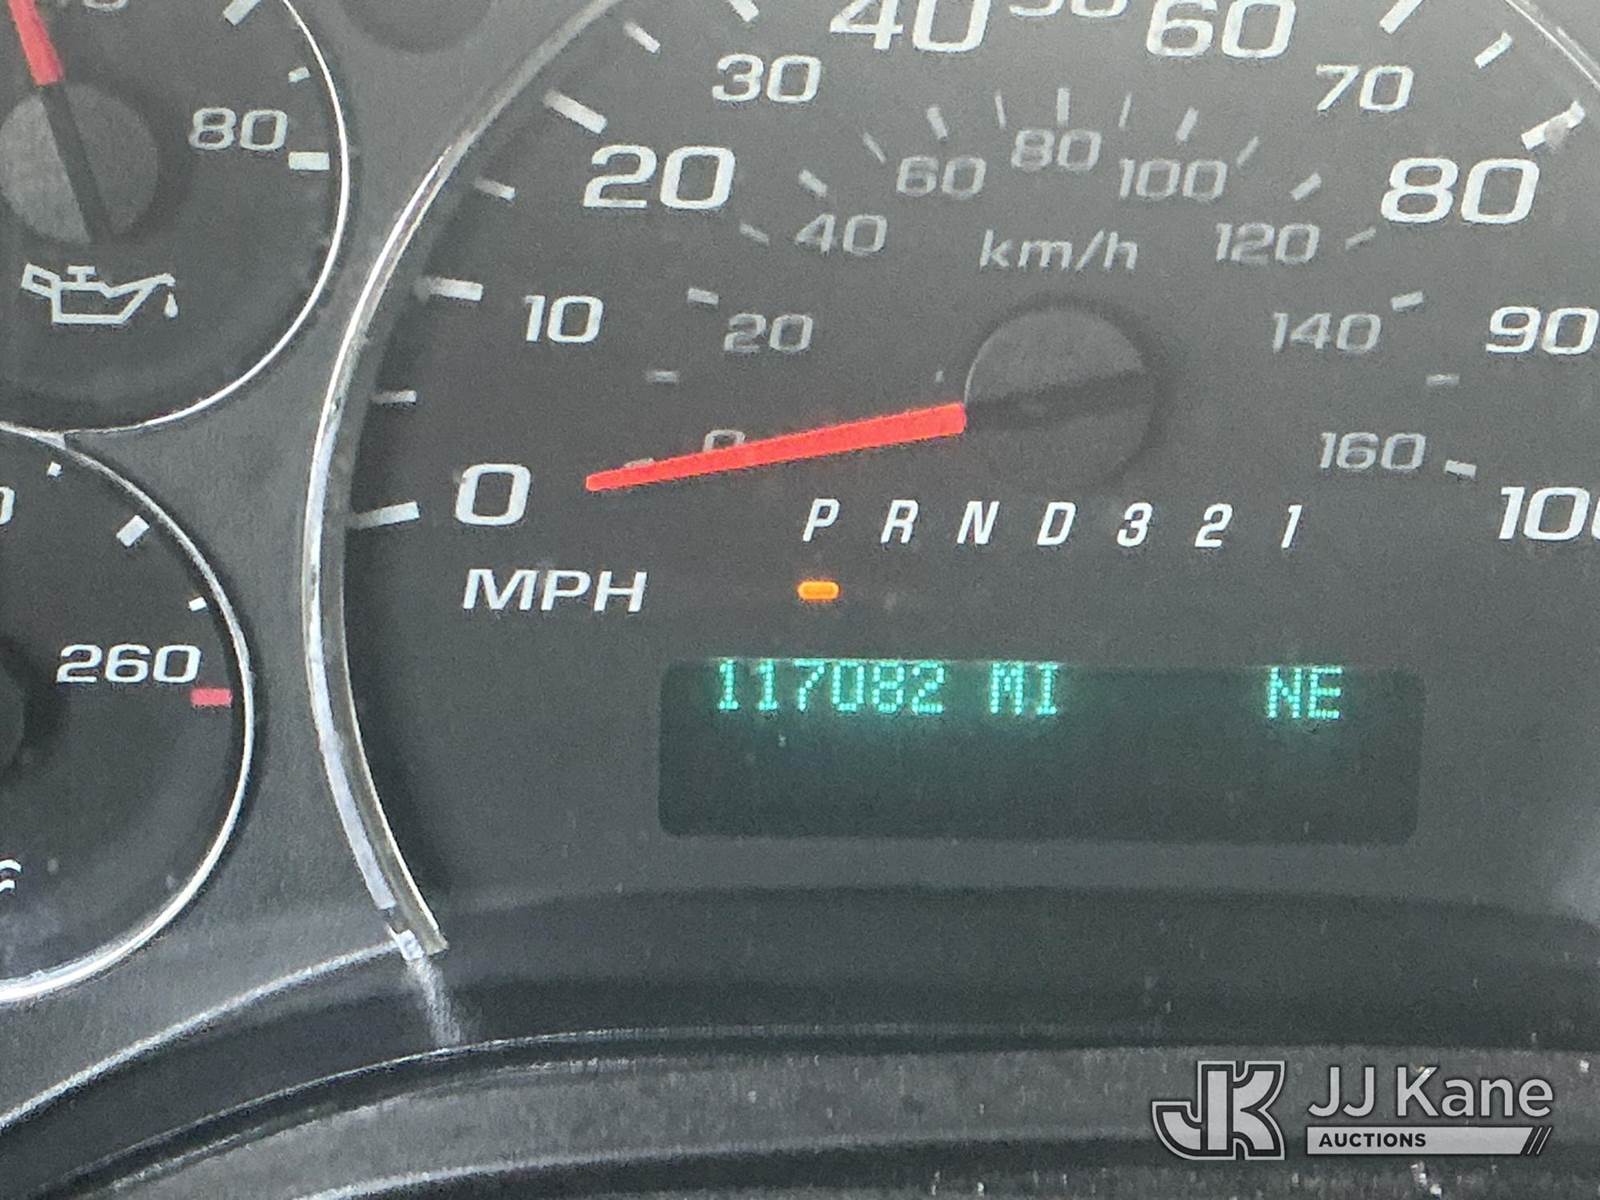 40 60
30 70
80
20 80
60 80 100
40 km/h 120
10 20 140 90
0 160
0 P R N D 3 2 1 100
MPH
260
117082 MI NE
JK JJ Kane
AUCTIONS